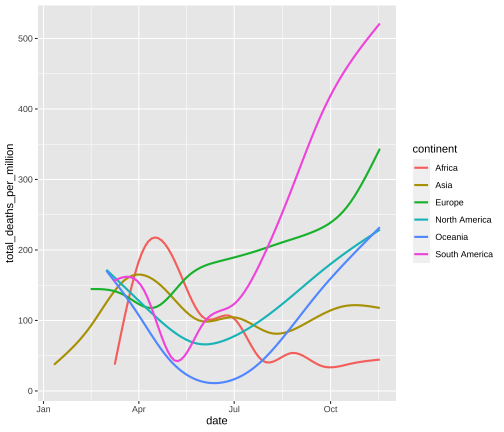 500
400
300
200
100
0
total_deaths_per_million
Jan
Apr
Jul
Oct
date
continent
Africa
Asia
Europe
North America
Oceania
South America